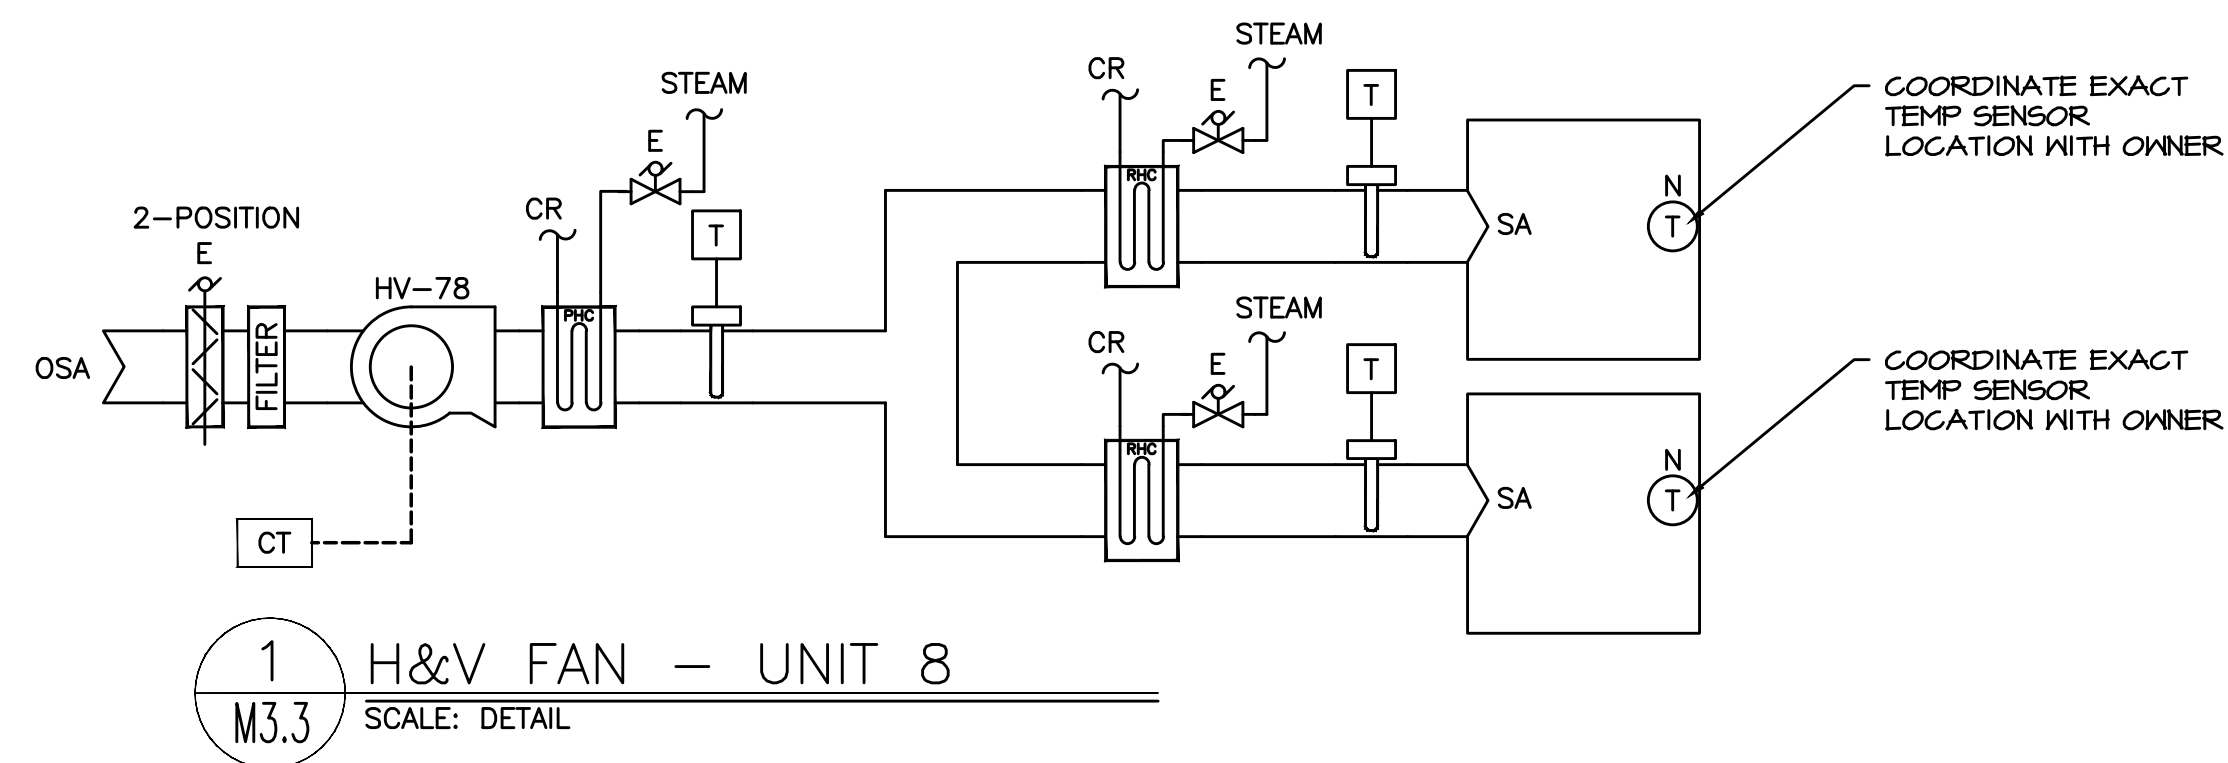 STEAM
CR
E
T
COORDINATE EXACT
TEMP SENSOR
LOCATION WITH OWNER
STEAM
CR
E
T
RHC
SA
N
T
2-POSITION
E
HV-78
PHC
OSA
FILTER
CT
STEAM
CR
E
T
RHC
SA
N
T
COORDINATE EXACT
TEMP SENSOR
LOCATION WITH OWNER
1
M3.3
H&V FAN - UNIT 8
SCALE: DETAIL